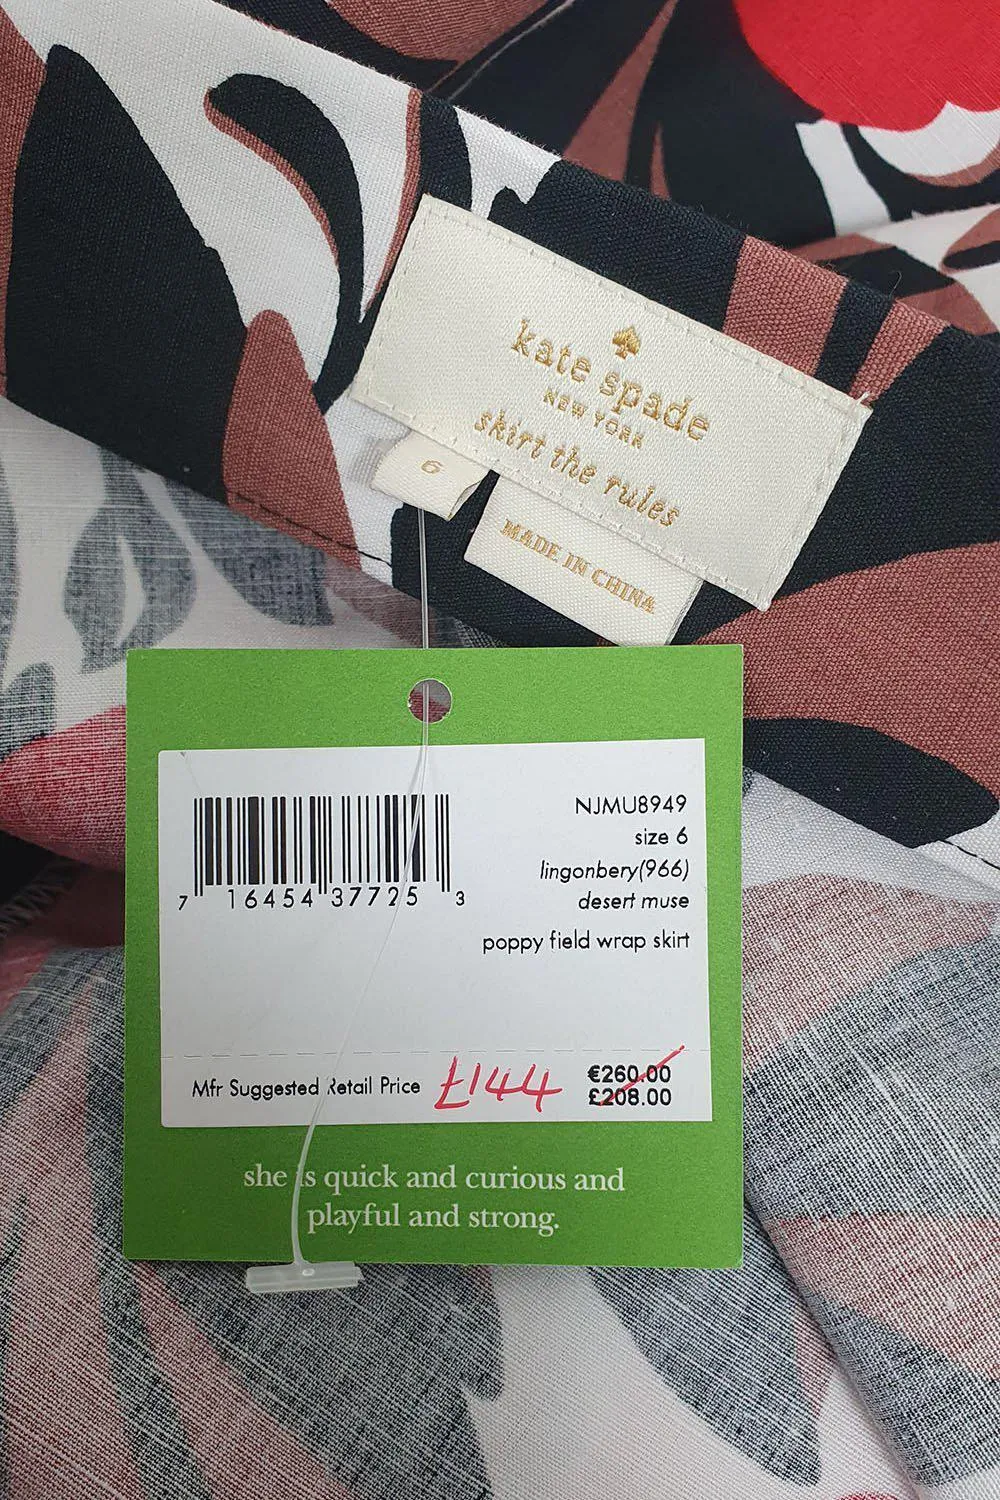 kate spade
NEW YORK
skirt the rules
6
MADE IN CHINA
NJMU8949
size 6
lingonbery(966)
desert muse
poppy field wrap skirt
7 16454 37725 3
Mfr Suggested Retail Price £144 €260.00
£208.00
she is quick and curious and
playful and strong.